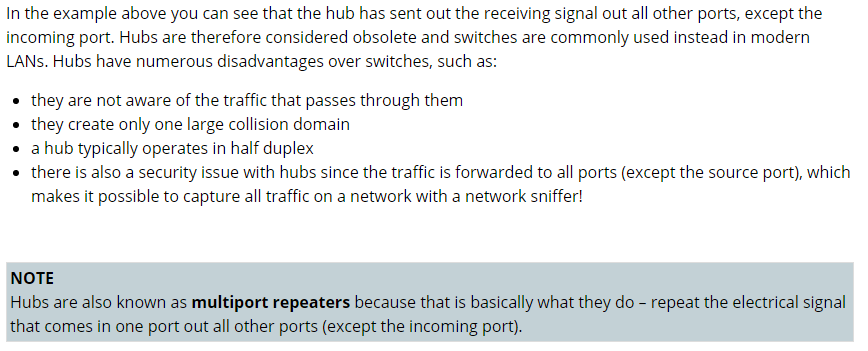 In the example above you can see that the hub has sent out the receiving signal out all other ports, except the
incoming port. Hubs are therefore considered obsolete and switches are commonly used instead in modern
LANs. Hubs have numerous disadvantages over switches, such as:
• they are not aware of the traffic that passes through them
• they create only one large collision domain
• a hub typically operates in half duplex
• there is also a security issue with hubs since the traffic is forwarded to all ports (except the source port), which
makes it possible to capture all traffic on a network with a network sniffer!
NOTE
Hubs are also known as multiport repeaters because that is basically what they do – repeat the electrical signal
that comes in one port out all other ports (except the incoming port).